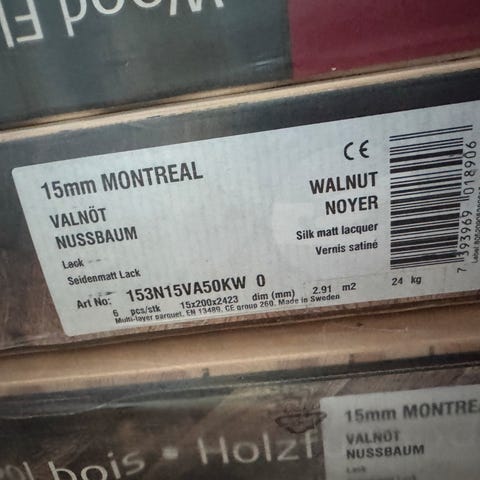 Wood Fl
15mm MONTREAL
VALNÖT
NUSSBAUM
Lack
Seidenmatt Lack
Art No: 153N15VA50KW 0
6 pcs/stk 15x200x2423 dim (mm) 2.91 m2 24 kg
Multi-layer parquet, EN 13489, CE group 260, Made in Sweden
CE
WALNUT
NOYER
Silk matt lacquer
Vernis satiné
7 393969 018906
15mm MONTREA
VALNÖT
NUSSBAUM
Lack
bois • Holzf